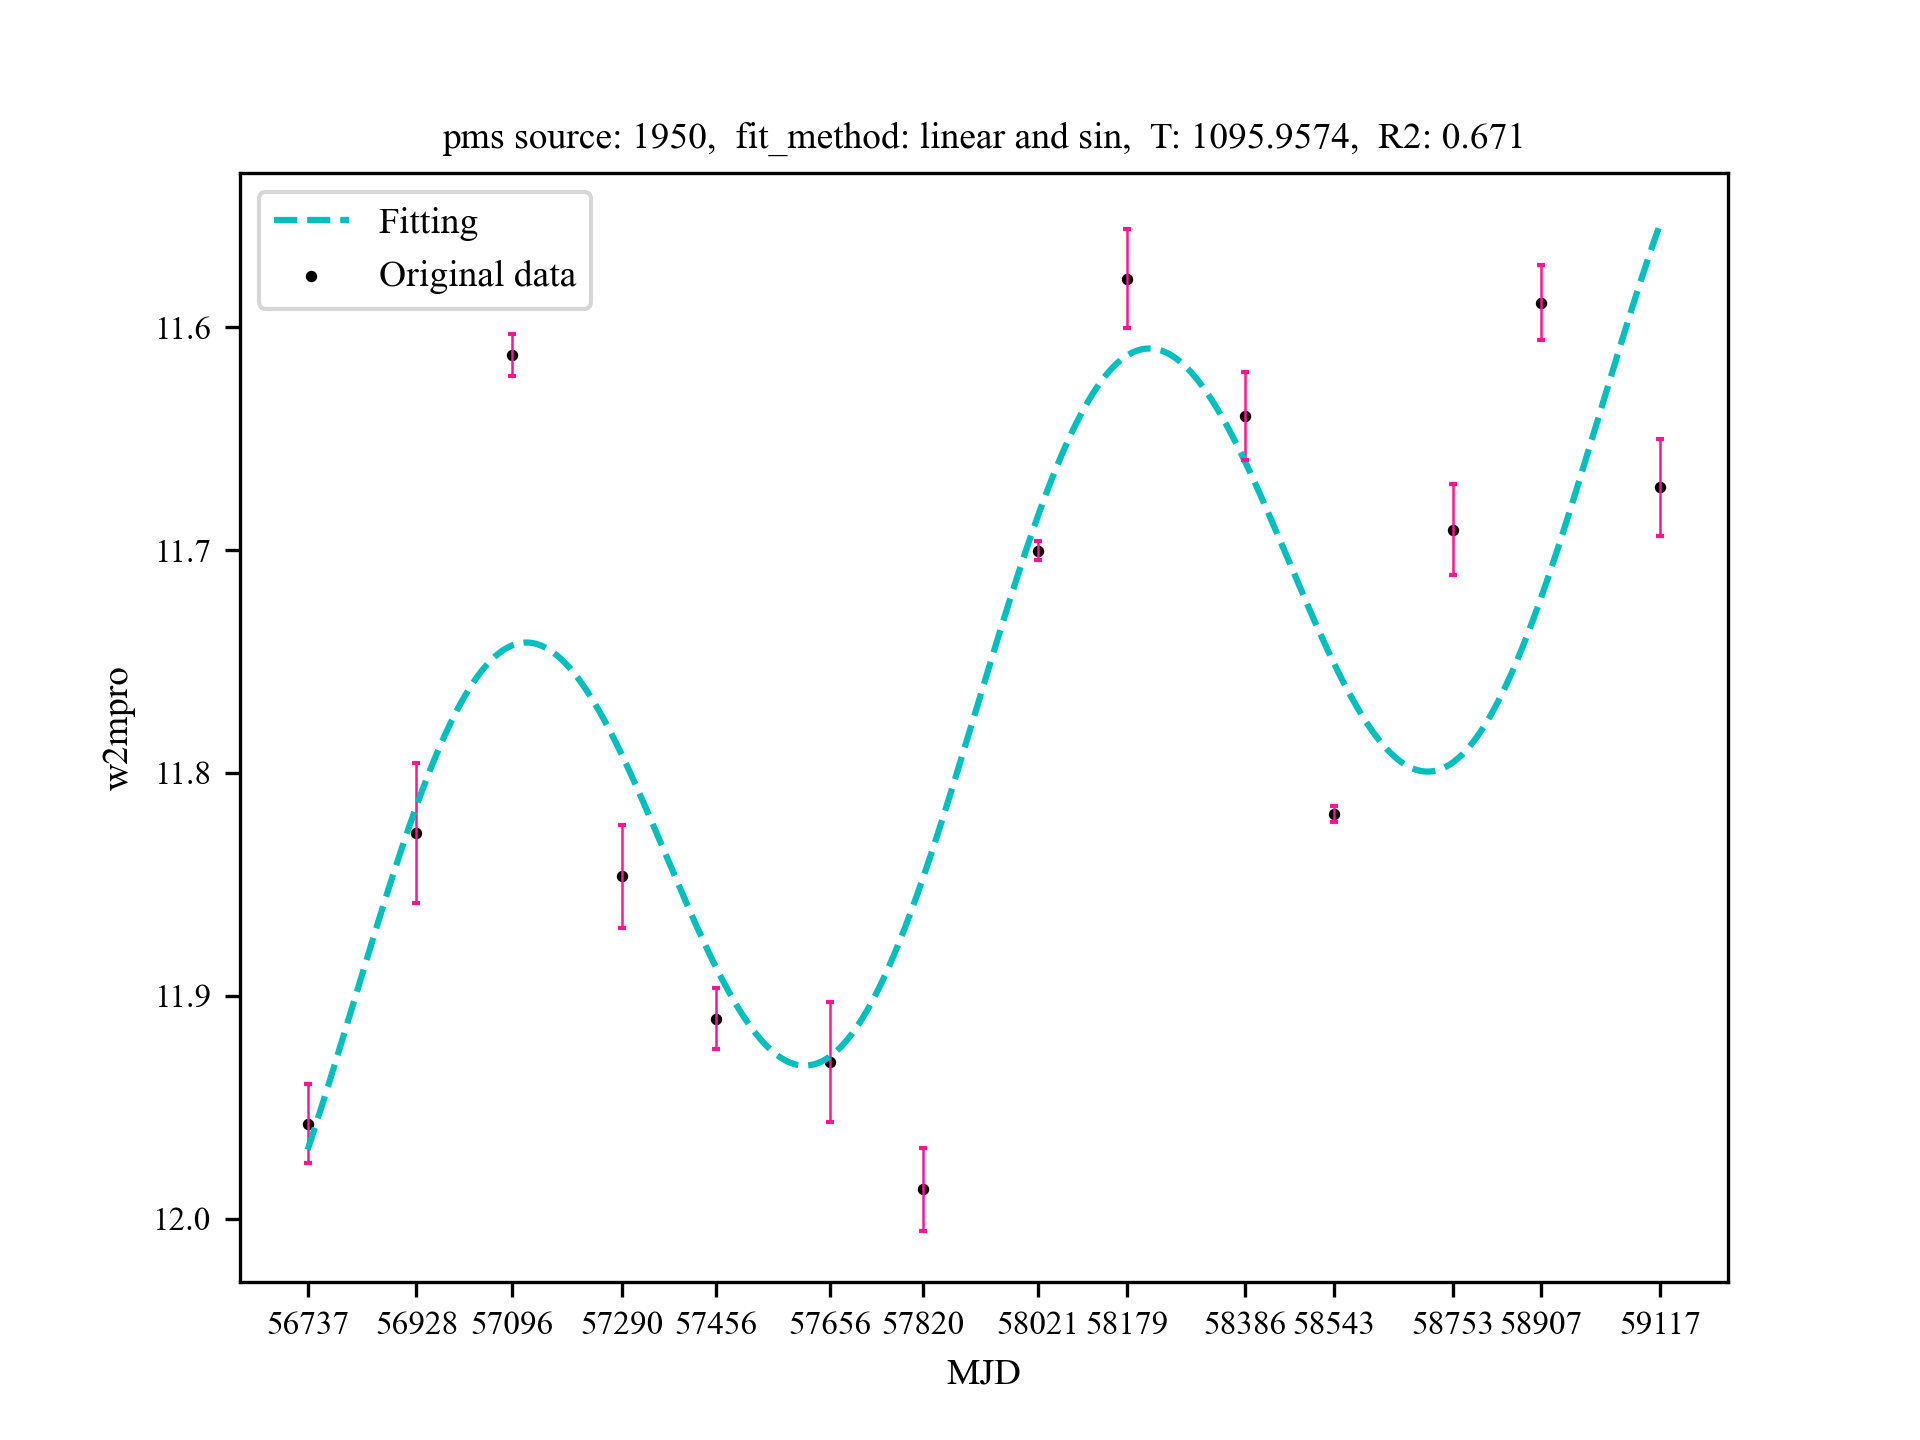 pms source: 1950,  fit_method: linear and sin,  T: 1095.9574,  R2: 0.671
Fitting
Original data
11.6
11.7
11.8
11.9
12.0
w2mpro
56737 56928 57096 57290 57456 57656 57820 58021 58179 58386 58543 58753 58907 59117
MJD